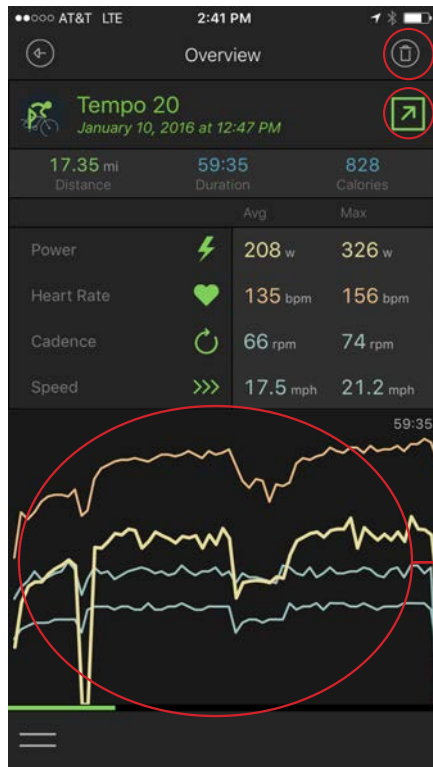 AT&T LTE 2:41 PM
Overview
Tempo 20
January 10, 2016 at 12:47 PM
17.35 mi 59:35 828
Distance Duration Calories
Avg Max
Power 208 w 326 w
Heart Rate 135 bpm 156 bpm
Cadence 66 rpm 74 rpm
Speed 17.5 mph 21.2 mph
59:35